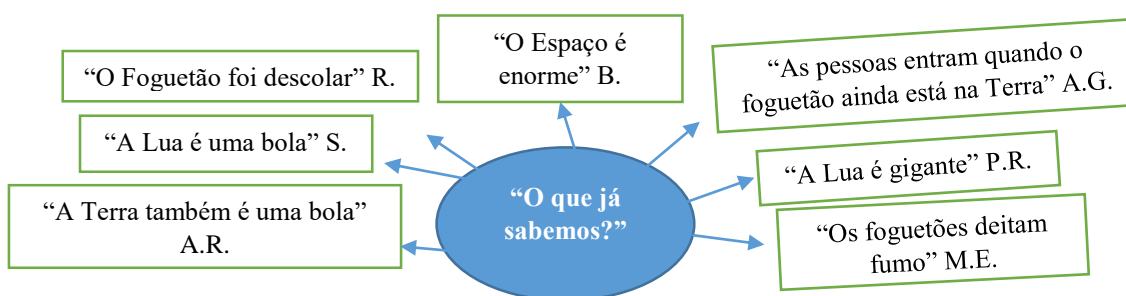 “O Espaço é
enorme” B.
“As pessoas entram quando o
foguetão ainda está na Terra” A.G.
“O Foguetão foi descolar” R.
“A Lua é uma bola” S.
“A Lua é gigante” P.R.
“O que já
sabemos?”
“A Terra também é uma bola”
A.R.
“Os foguetões deitam
fumo” M.E.